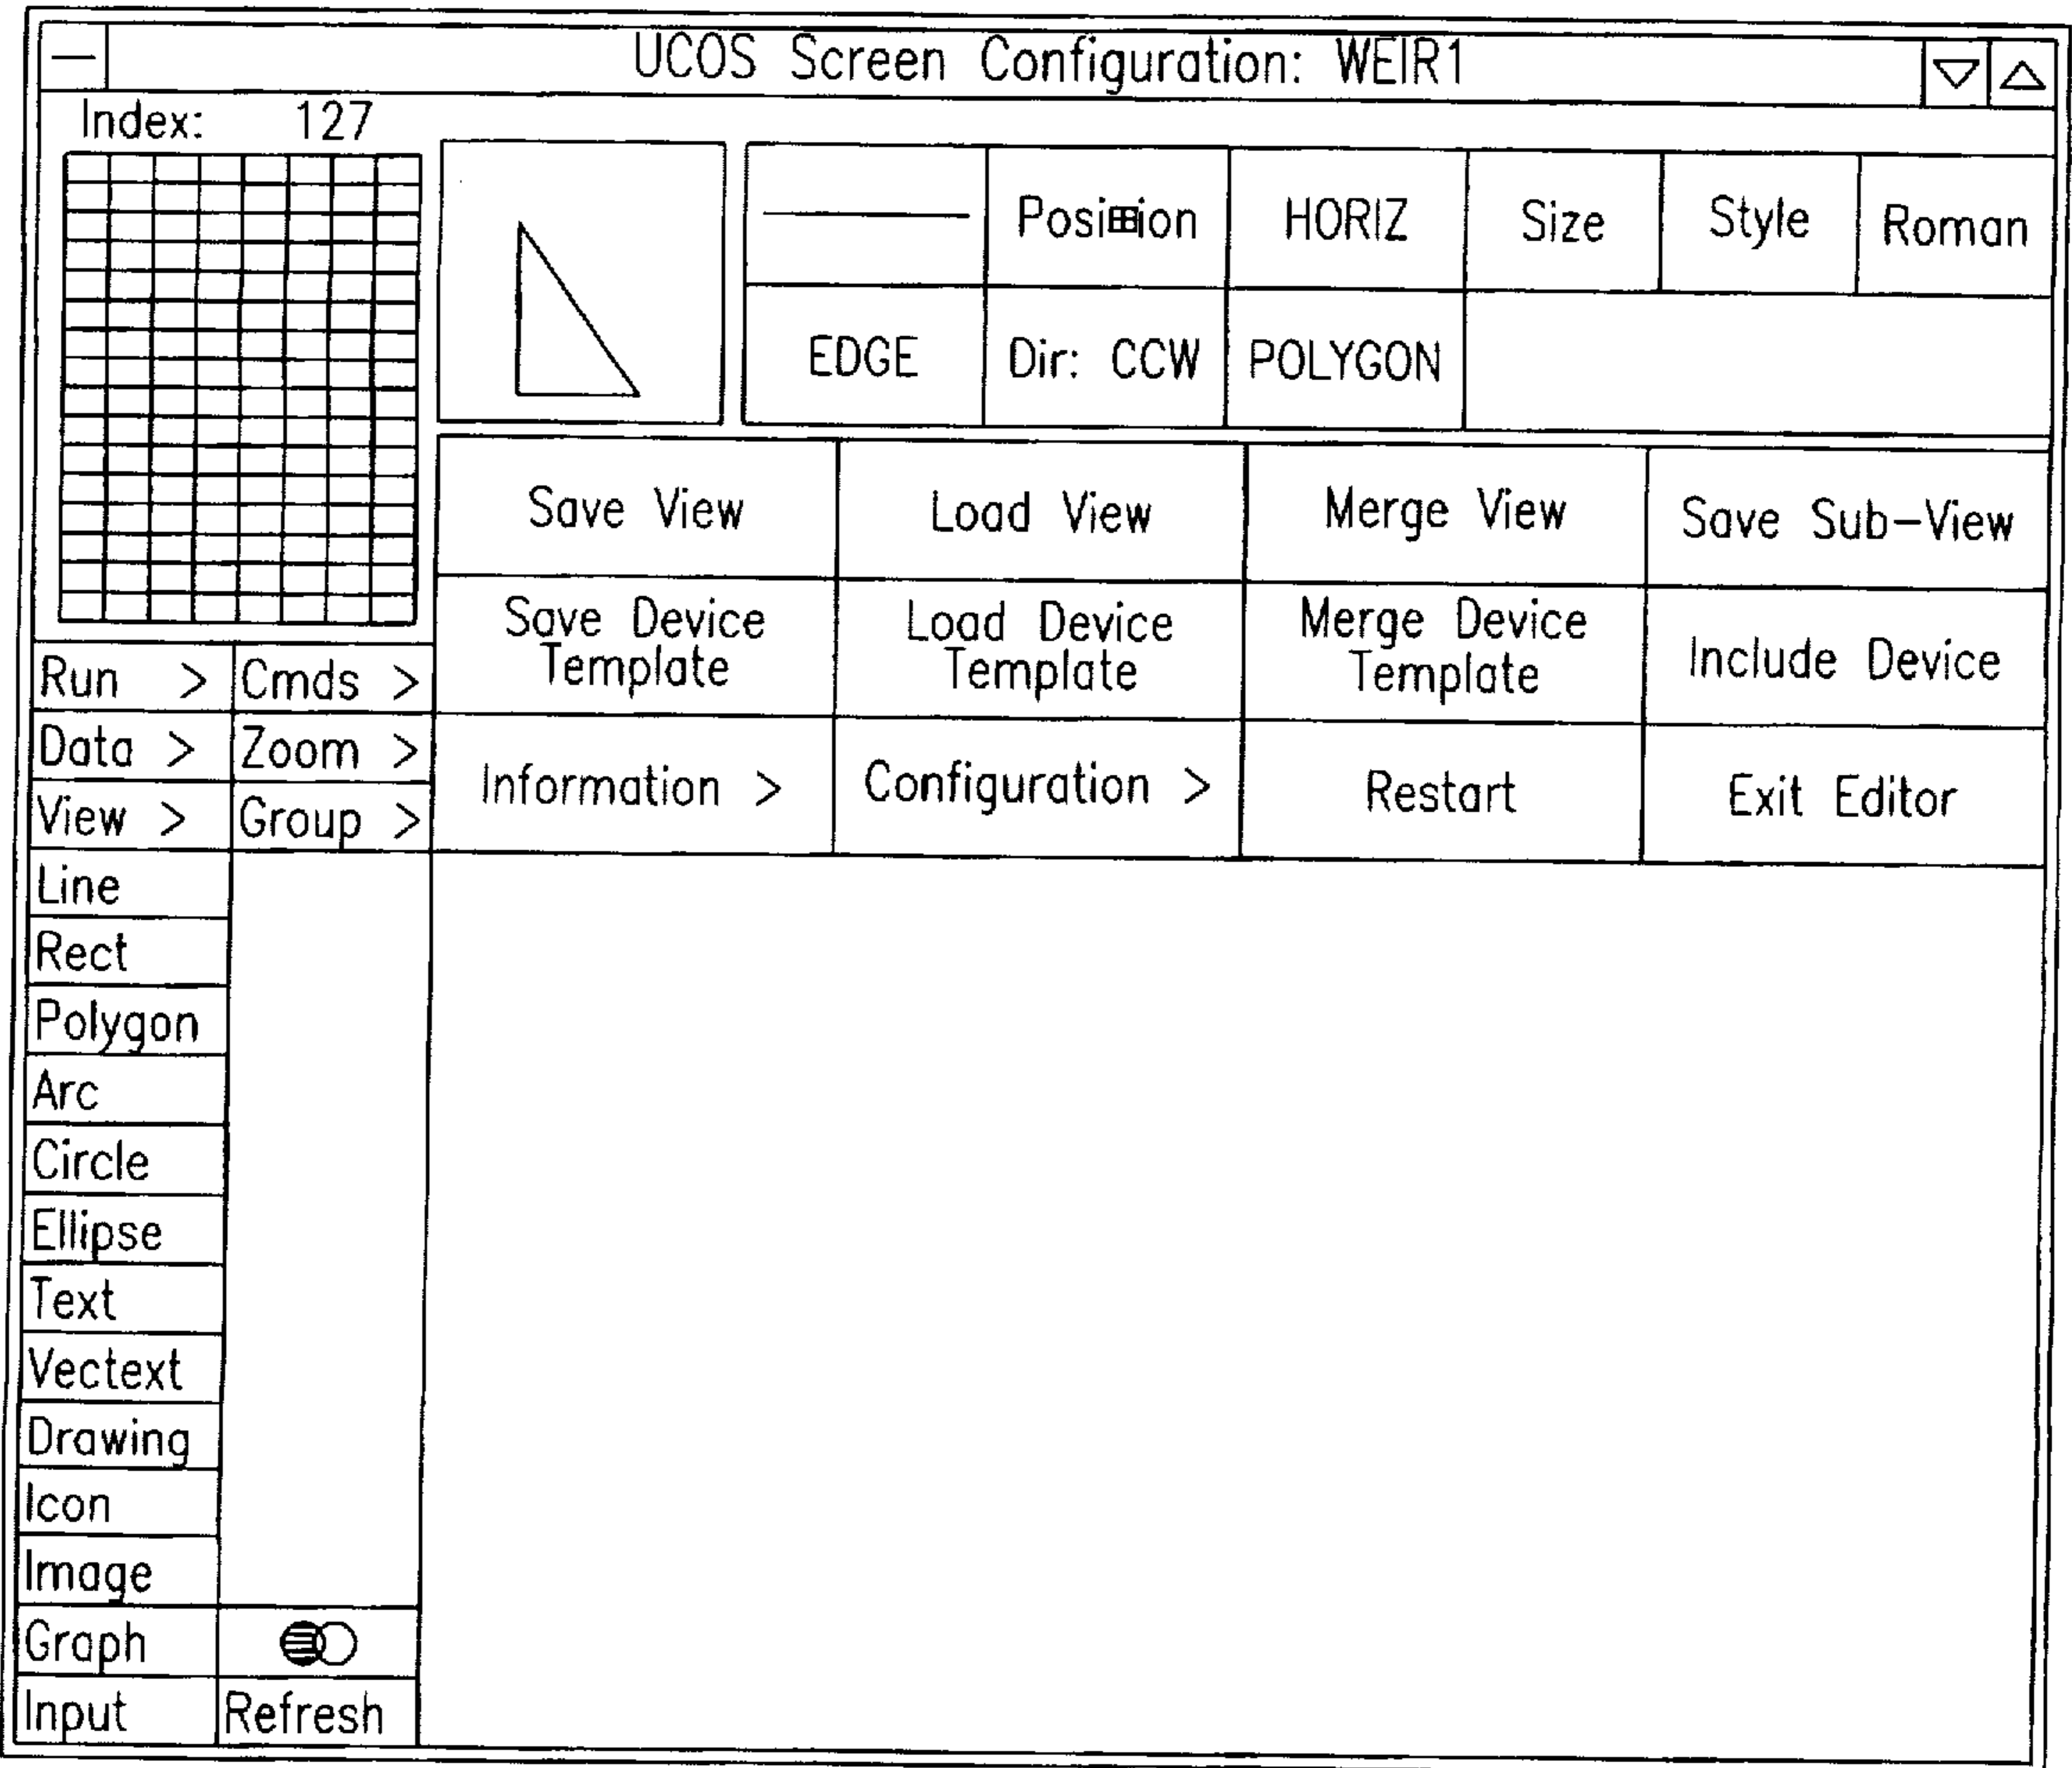 UCOS Screen Configuration: WEIR1
Index: 127
Position HORIZ Size Style Roman
EDGE Dir: CCW POLYGON
Save View Load View Merge View Save Sub-View
Save Device Template Load Device Template Merge Device Template Include Device
Information > Configuration > Restart Exit Editor
Run > Cmds >
Data > Zoom >
View > Group >
Line
Rect
Polygon
Arc
Circle
Ellipse
Text
Vectext
Drawing
Icon
Image
Graph
Input Refresh